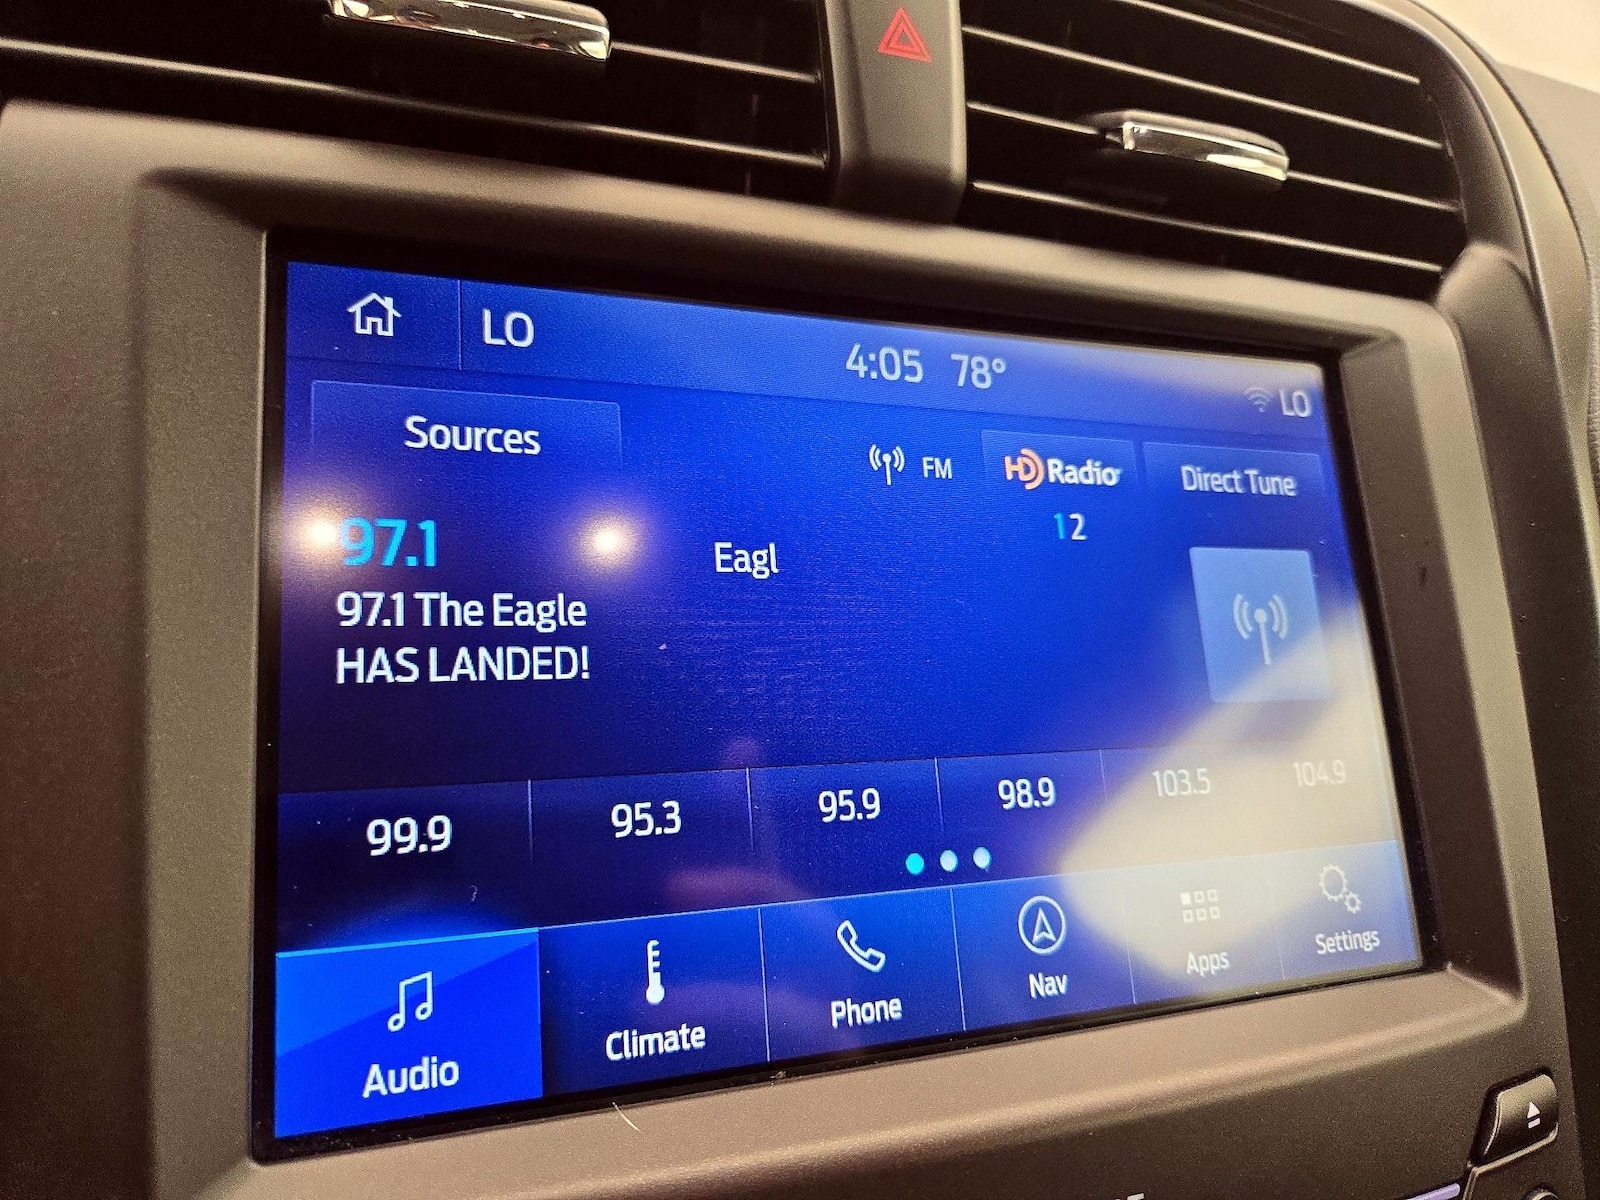 LO
4:05 78°
LO
Sources
FM
HD Radio
Direct Tune
1 2
97.1
Eagl
97.1 The Eagle
HAS LANDED!
99.9
95.3
95.9
98.9
103.5
104.9
Audio
Climate
Phone
Nav
Apps
Settings